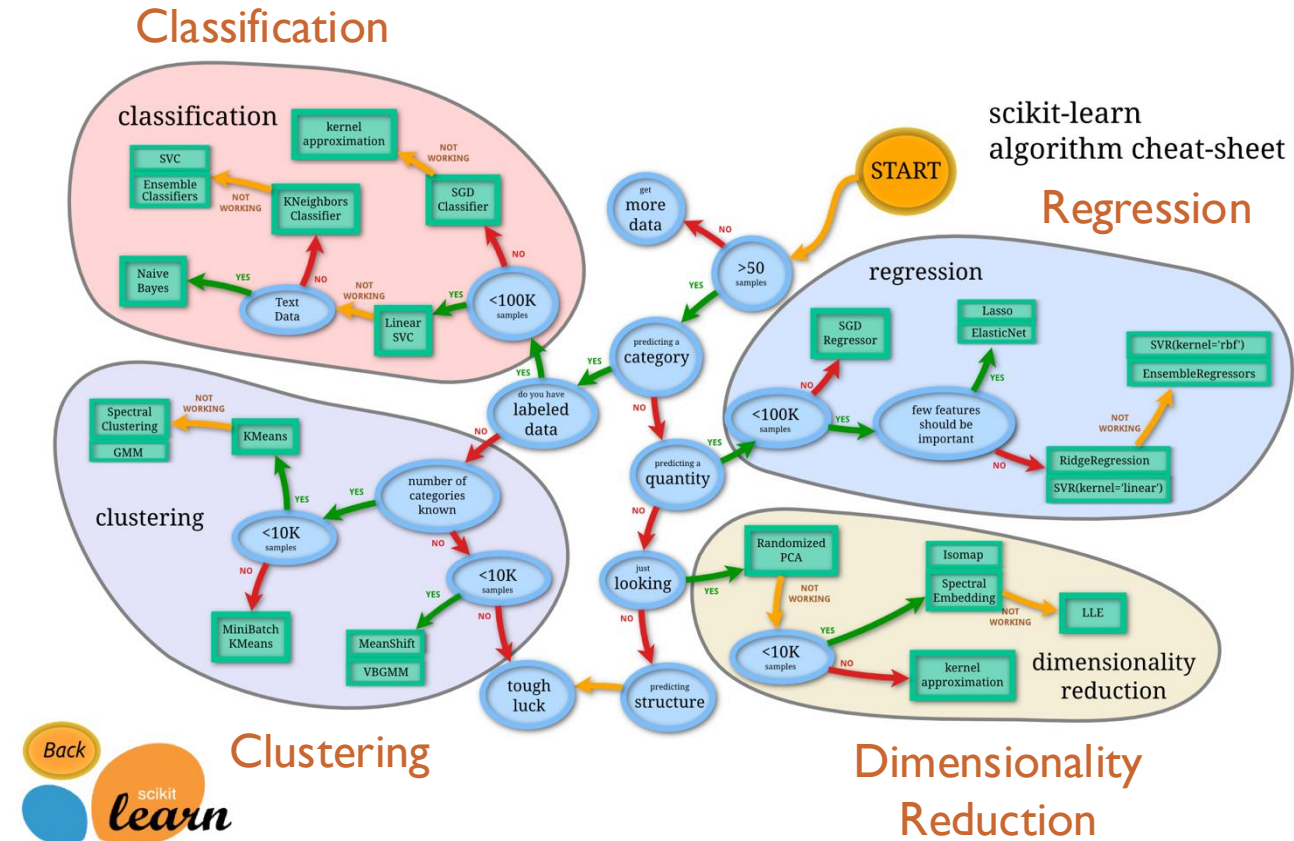 Classification
scikit-learn
algorithm cheat-sheet
START
Regression
classification
kernel
approximation
NOT
WORKING
SVC
Ensemble
Classifiers
NOT
WORKING
KNeighbors
Classifier
SGD
Classifier
NO
NO
Naive
Bayes
YES
Text
Data
NOT
WORKING
Linear
SVC
YES
<100K
samples
YES
get
more
data
NO
>50
samples
YES
predicting a
category
YES
do you have
labeled
data
NO
NO
predicting a
quantity
YES
NO
just
looking
YES
NO
predicting
structure
tough
luck
regression
SGD
Regressor
Lasso
ElasticNet
SVR(kernel='rbf')
EnsembleRegressors
NO
YES
<100K
samples
YES
few features
should be
important
NOT
WORKING
NO
RidgeRegression
SVR(kernel='linear')
Spectral
Clustering
GMM
NOT
WORKING
KMeans
number of
categories
known
YES
YES
clustering
<10K
samples
NO
NO
<10K
samples
YES
NO
MiniBatch
KMeans
MeanShift
VBGMM
Randomized
PCA
NOT
WORKING
Isomap
Spectral
Embedding
NOT
WORKING
LLE
YES
<10K
samples
NO
kernel
approximation
dimensionality
reduction
Back
Clustering
scikit
learn
Dimensionality
Reduction